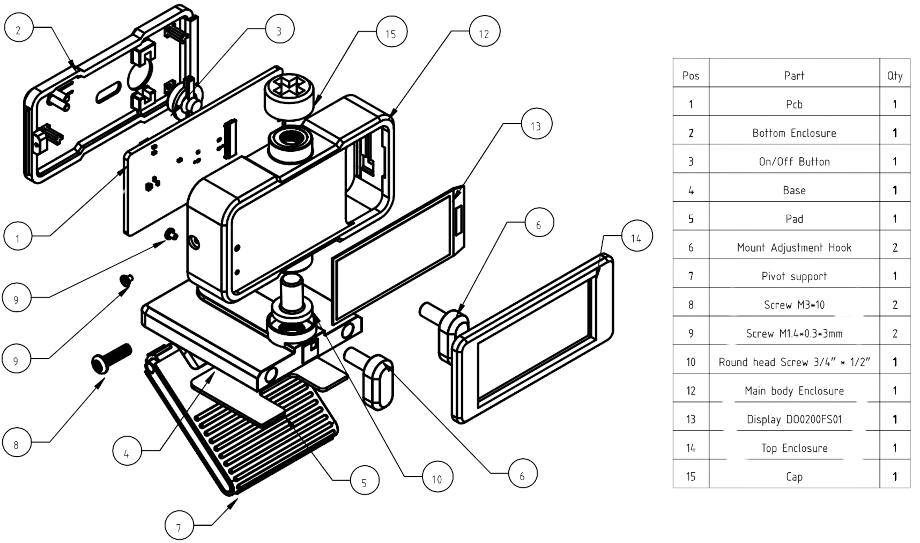 2
3
15
12
13
1
6
14
9
9
8
4
10
5
6
7
Pos Part Qty
1 Pcb 1
2 Bottom Enclosure 1
3 On/Off Button 1
4 Base 1
5 Pad 1
6 Mount Adjustment Hook 2
7 Pivot support 1
8 Screw M3*10 2
9 Screw M1.4*0.3*3mm 2
10 Round head Screw 3/4" * 1/2" 1
12 Main body Enclosure 1
13 Display DO0200FS01 1
14 Top Enclosure 1
15 Cap 1